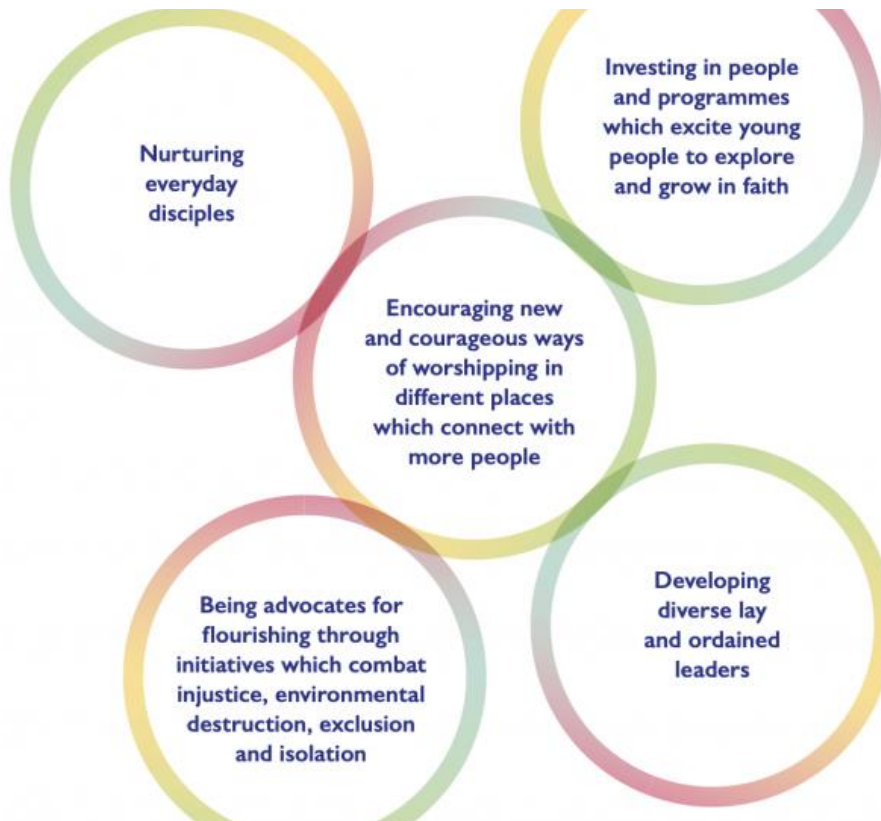 Nurturing
everyday
disciples
Investing in people
and programmes
which excite young
people to explore
and grow in faith
Encouraging new
and courageous ways
of worshipping in
different places
which connect with
more people
Being advocates for
flourishing through
initiatives which combat
injustice, environmental
destruction, exclusion
and isolation
Developing
diverse lay
and ordained
leaders